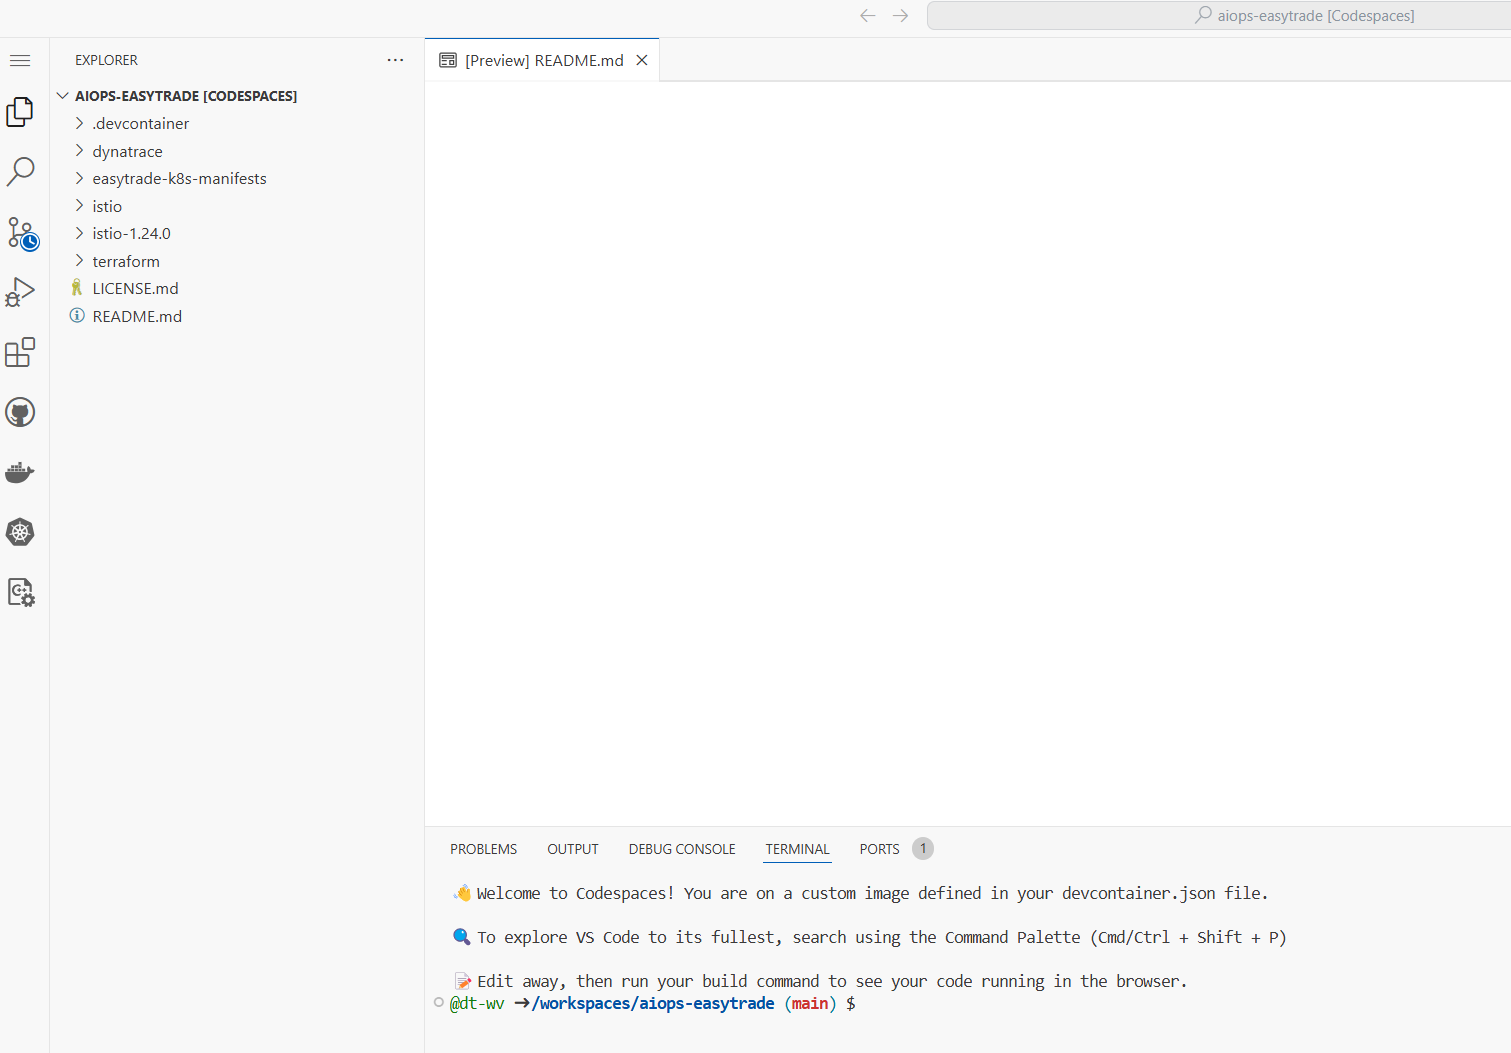 aiops-easytrade [Codespaces]
EXPLORER
[Preview] README.md
AIOPS-EASYTRADE [CODESPACES]
.devcontainer
dynatrace
easytrade-k8s-manifests
istio
istio-1.24.0
terraform
LICENSE.md
README.md
PROBLEMS OUTPUT DEBUG CONSOLE TERMINAL PORTS 1
👋 Welcome to Codespaces! You are on a custom image defined in your devcontainer.json file.
🔍 To explore VS Code to its fullest, search using the Command Palette (Cmd/Ctrl + Shift + P)
📝 Edit away, then run your build command to see your code running in the browser.
@dt-wv ➜/workspaces/aiops-easytrade (main) $